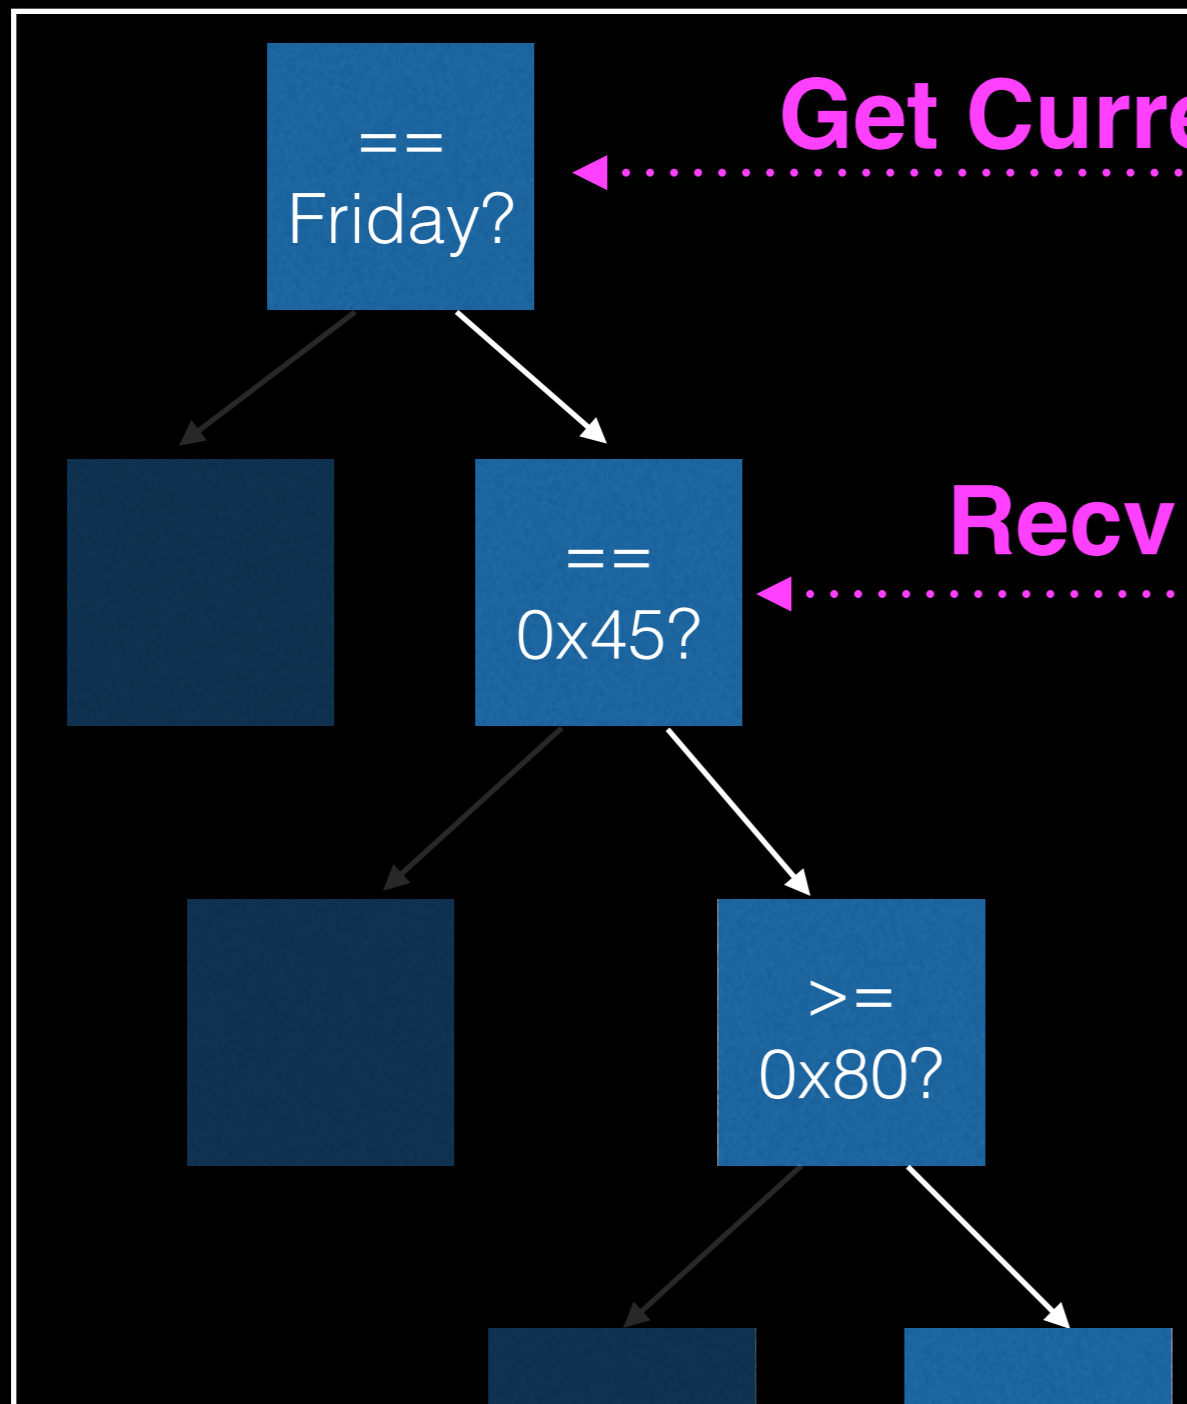 Get Curre
==
Friday?
Recv
==
0x45?
>=
0x80?